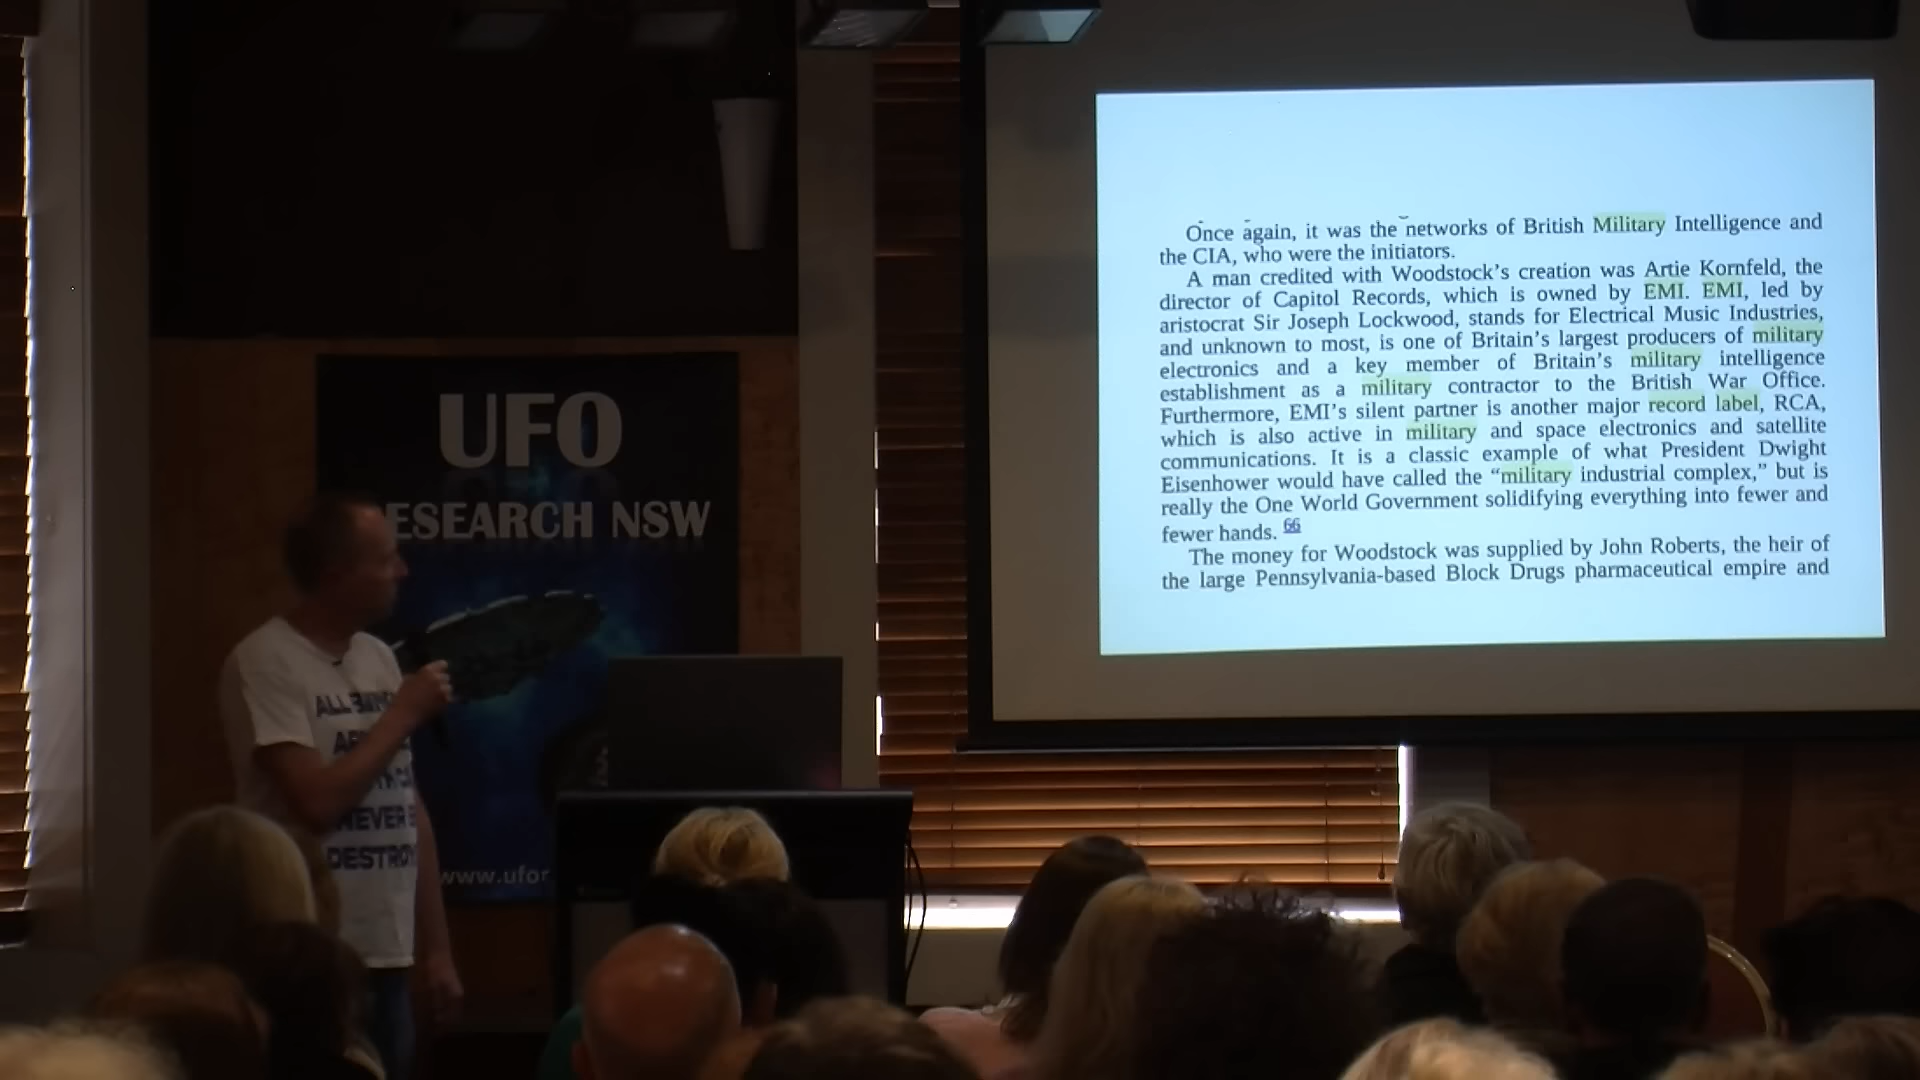 Once again, it was the networks of British Military Intelligence and
the CIA, who were the initiators.
A man credited with Woodstock's creation was Artie Kornfeld, the
director of Capitol Records, which is owned by EMI. EMI, led by
aristocrat Sir Joseph Lockwood, stands for Electrical Music Industries,
and unknown to most, is one of Britain's largest producers of military
electronics and a key member of Britain's military intelligence
establishment as a military contractor to the British War Office.
Furthermore, EMI's silent partner is another major record label, RCA,
which is also active in military and space electronics and satellite
communications. It is a classic example of what President Dwight
Eisenhower would have called the “military industrial complex,” but is
really the One World Government solidifying everything into fewer and
fewer hands. 66
The money for Woodstock was supplied by John Roberts, the heir of
the large Pennsylvania-based Block Drugs pharmaceutical empire and
UFO
ESEARCH NSW
www.ufor
ALL
NEVER
DESTROY